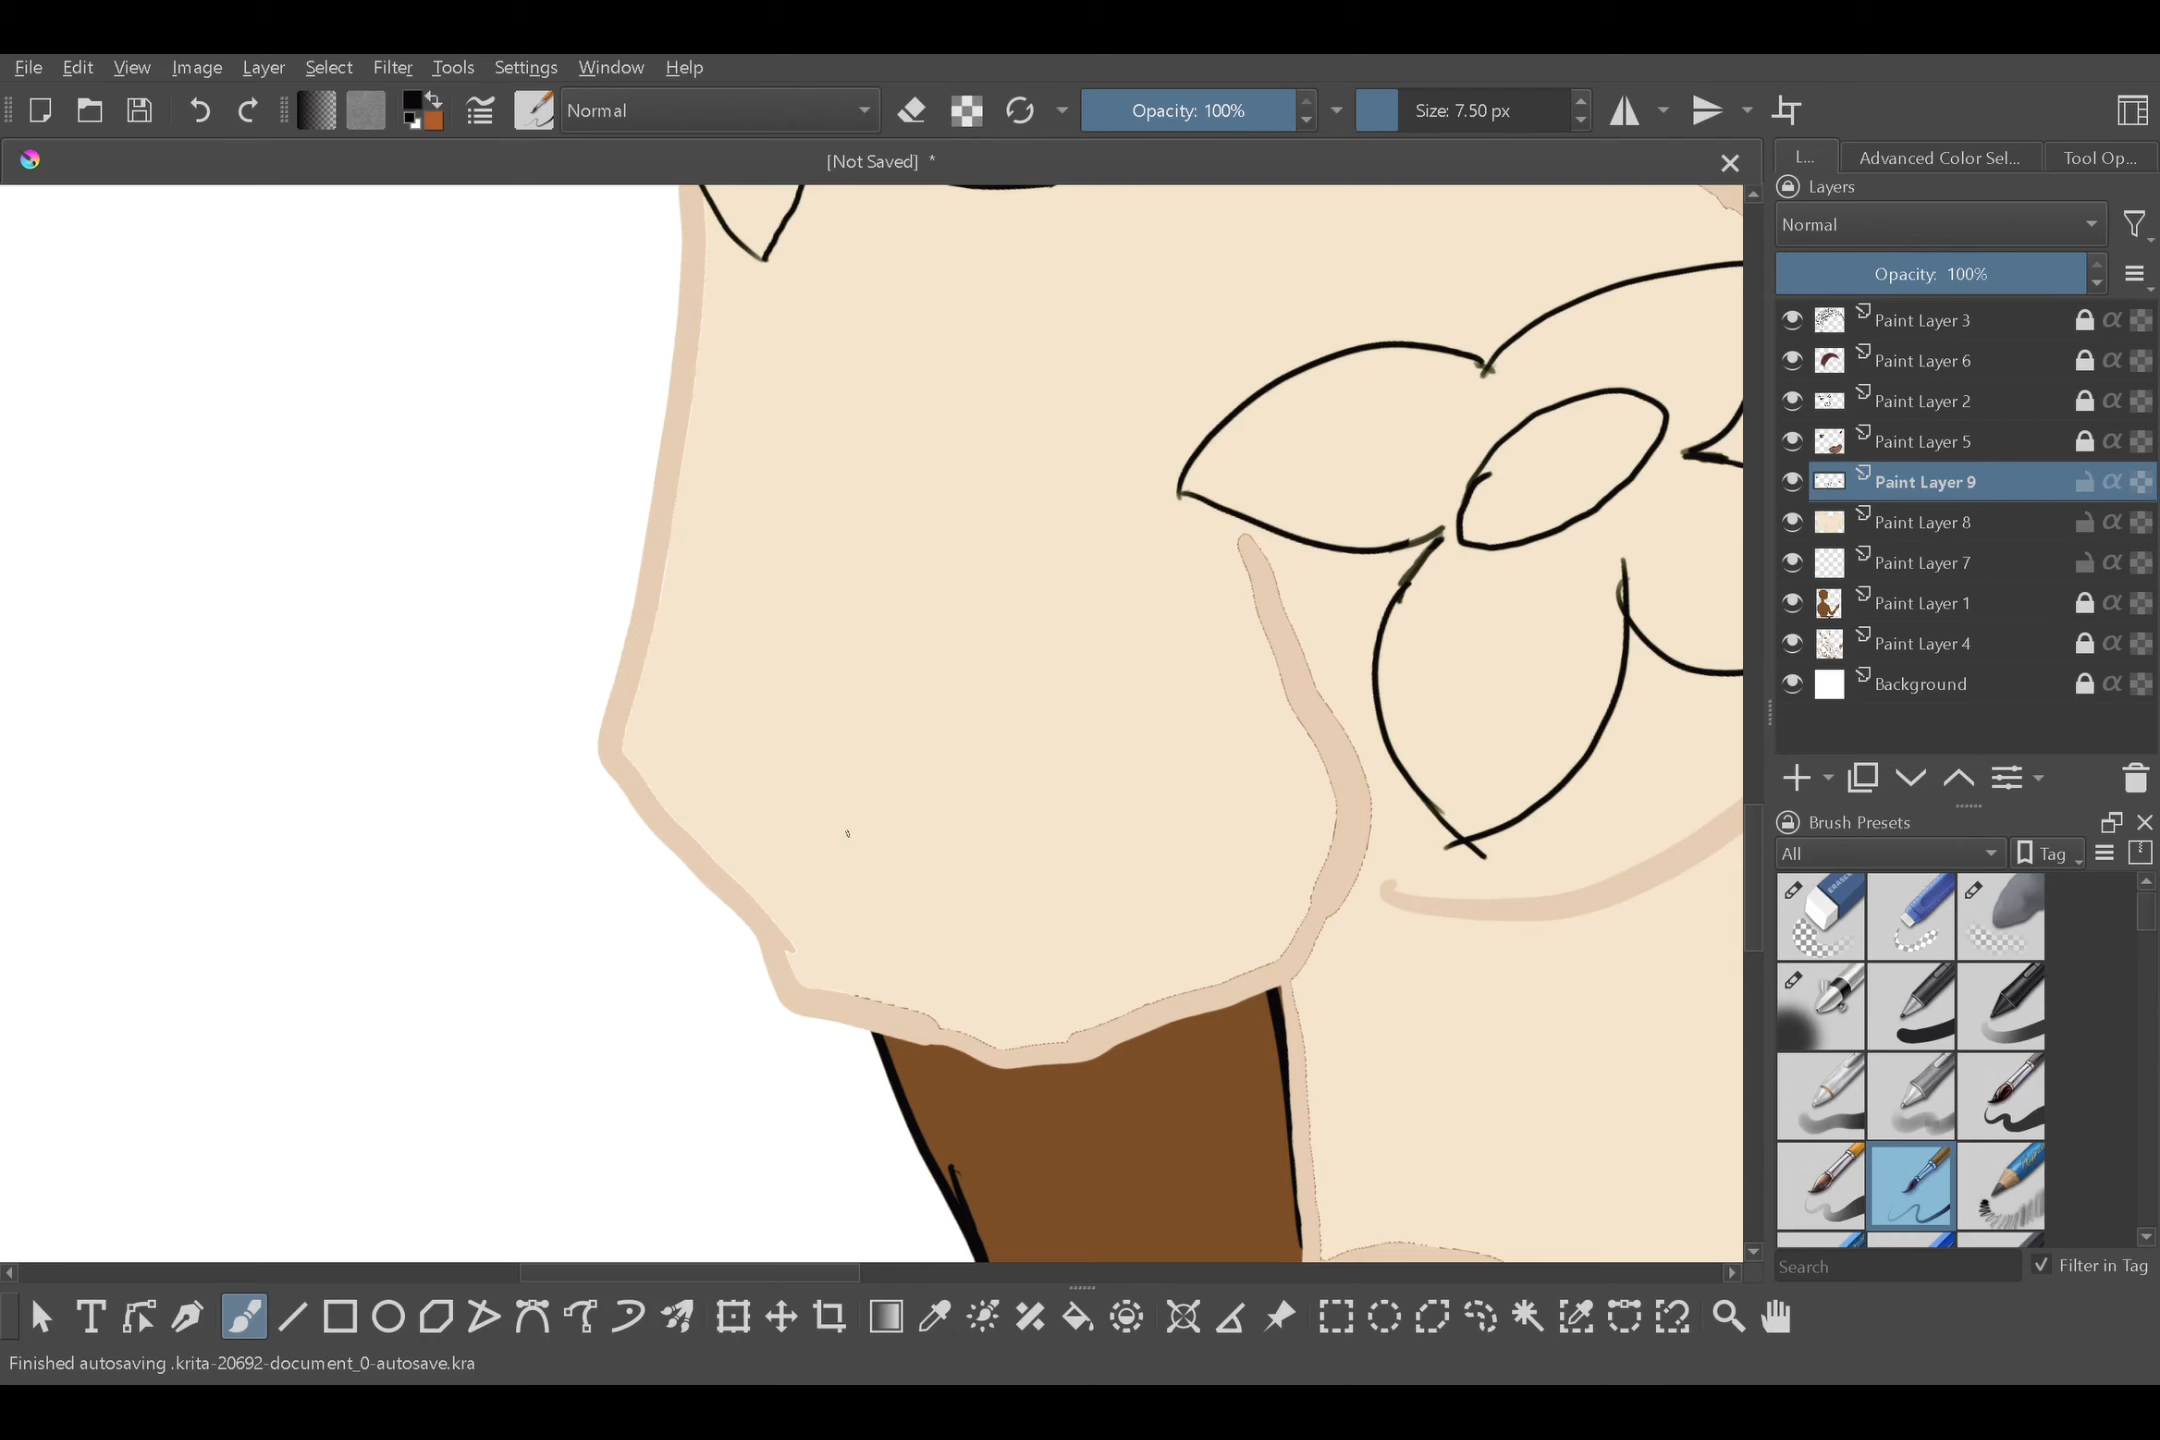 File Edit View Image Layer Select Filter Tools Settings Window Help
Normal Opacity: 100% Size: 7.50 px
[Not Saved] *
L... Advanced Color Sel... Tool Op...
Layers
Normal
Opacity: 100%
Paint Layer 3
Paint Layer 6
Paint Layer 2
Paint Layer 5
Paint Layer 9
Paint Layer 8
Paint Layer 7
Paint Layer 1
Paint Layer 4
Background
Brush Presets
All Tag
Search Filter in Tag
Finished autosaving .krita-20692-document_0-autosave.kra